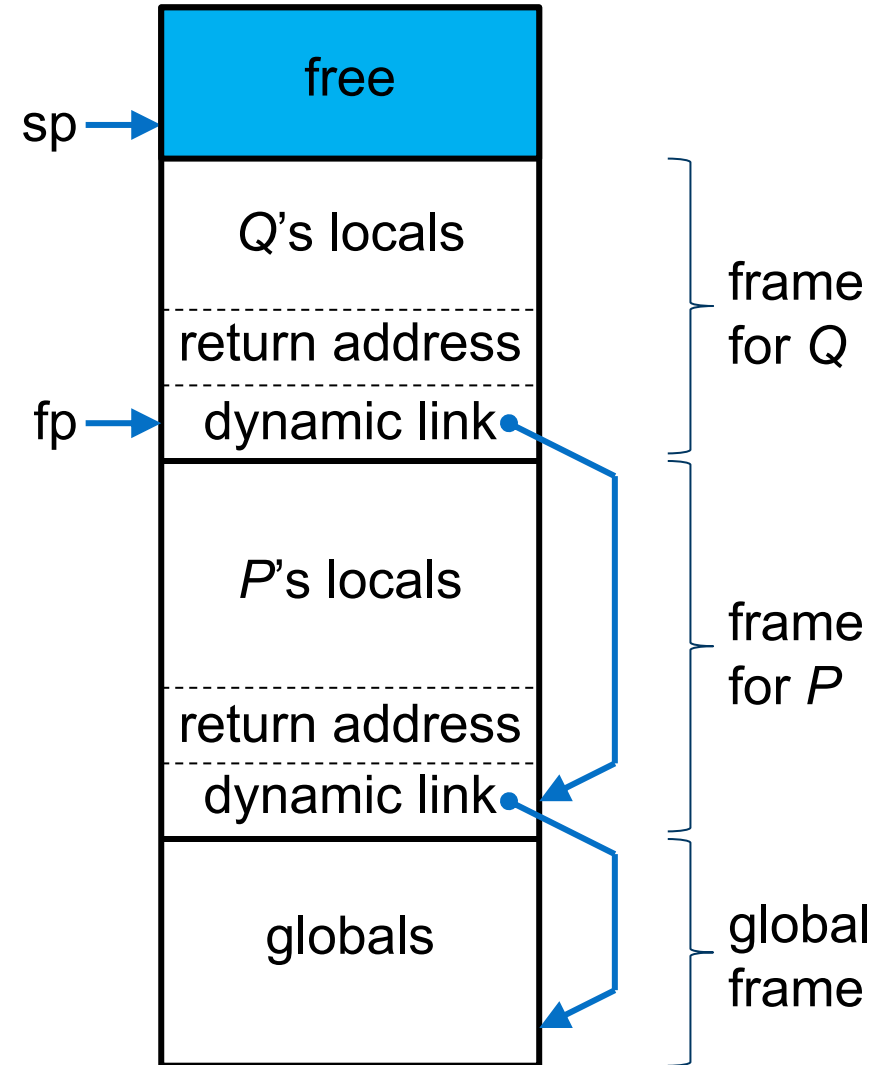 free
sp
Q's locals
frame
for Q
return address
fp
dynamic link
P's locals
frame
for P
return address
dynamic link
globals
global
frame